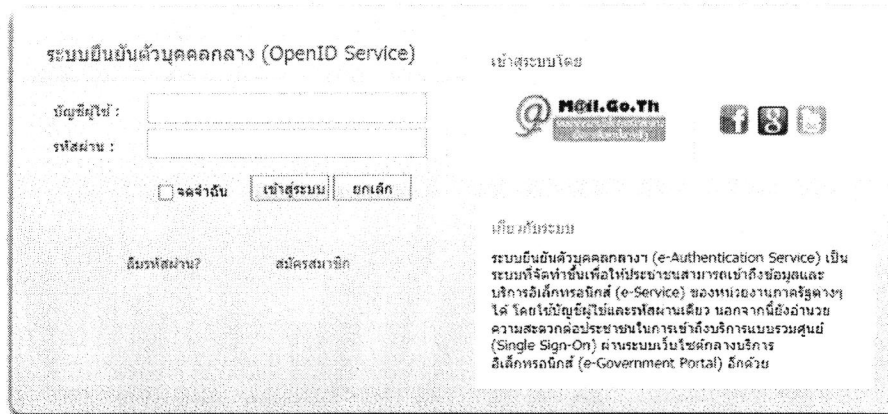 ระบบยืนยันตัวบุคคลกลาง (OpenID Service)
บัญชีผู้ใช้ :
รหัสผ่าน :
จดจำฉัน
เข้าสู่ระบบ
ยกเลิก
ลืมรหัสผ่าน?
สมัครสมาชิก
เข้าสู่ระบบโดย
@ M@il.Go.Th
f g
เกี่ยวกับระบบ
ระบบยืนยันตัวบุคคลกลางฯ (e-Authentication Service) เป็น
ระบบที่จัดทำขึ้นเพื่อให้ประชาชนสามารถเข้าถึงข้อมูลและ
บริการอิเล็กทรอนิกส์ (e-Service) ของหน่วยงานภาครัฐต่างๆ
ได้ โดยใช้บัญชีผู้ใช้และรหัสผ่านเดียว นอกจากนี้ยังอำนวย
ความสะดวกต่อประชาชนในการเข้าถึงบริการแบบรวมศูนย์
(Single Sign-On) ผ่านระบบเว็บไซต์กลางบริการ
อิเล็กทรอนิกส์ (e-Government Portal) อีกด้วย